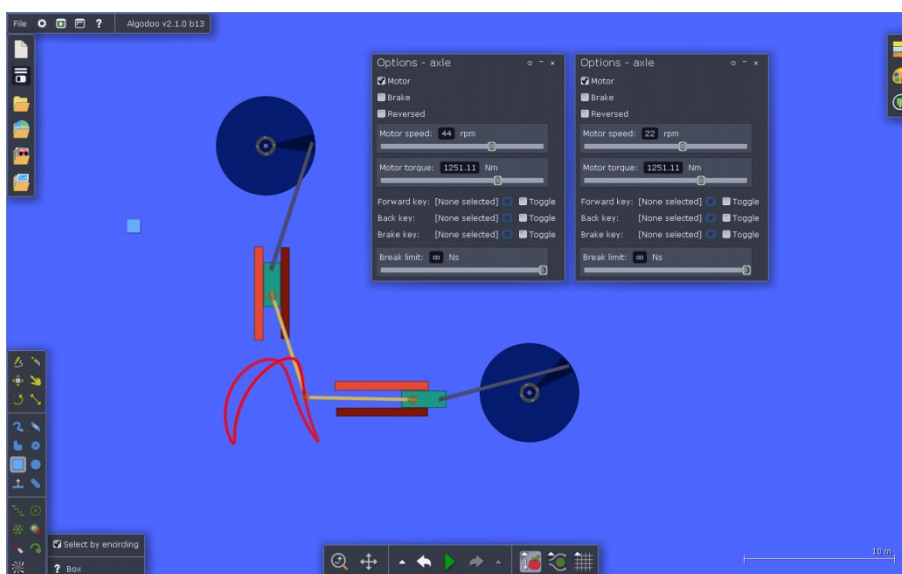 File ? Algodoo v2.1.0 b13
Options - axle
Motor
Brake
Reversed
Motor speed: 44 rpm
Motor torque: 1251.11 Nm
Forward key: [None selected] Toggle
Back key: [None selected] Toggle
Brake key: [None selected] Toggle
Break limit: ∞ Ns
Options - axle
Motor
Brake
Reversed
Motor speed: 22 rpm
Motor torque: 1251.11 Nm
Forward key: [None selected] Toggle
Back key: [None selected] Toggle
Brake key: [None selected] Toggle
Break limit: ∞ Ns
Select by encircling
? Box
10 m